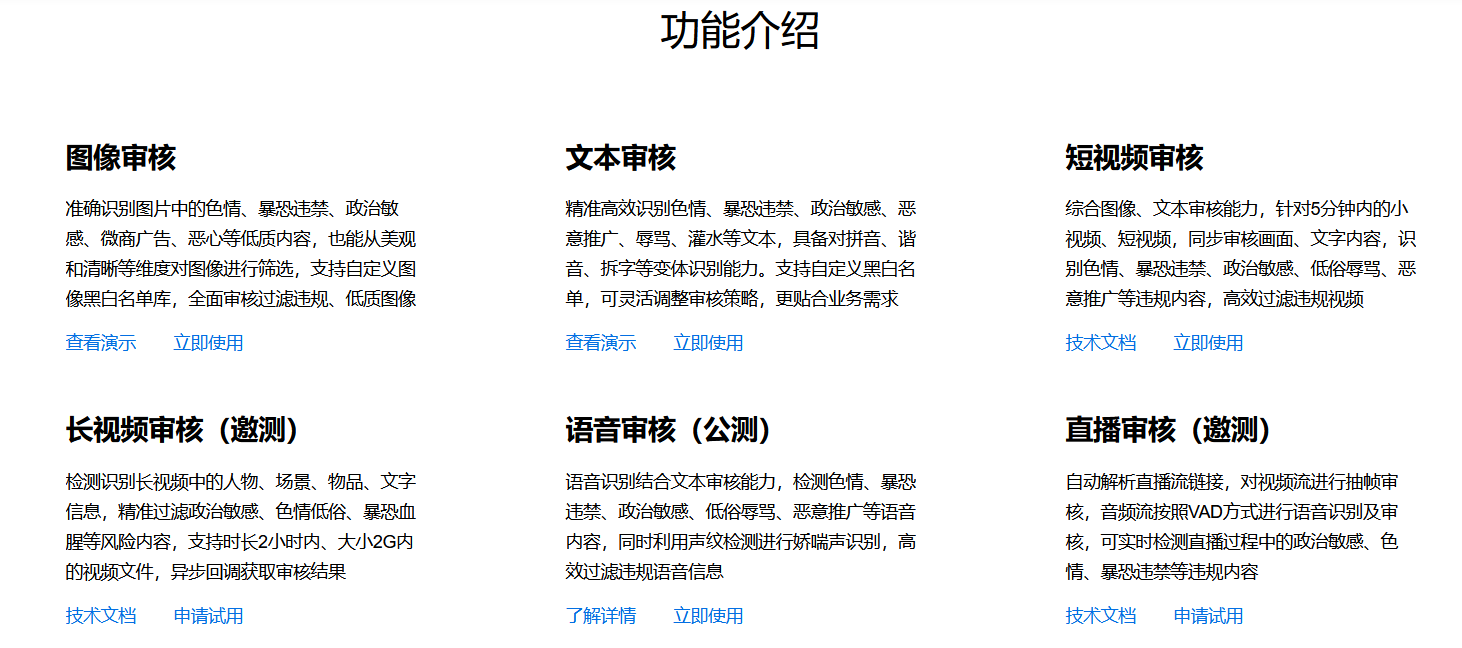 功能介绍
图像审核
准确识别图片中的色情、暴恐违禁、政治敏
感、微商广告、恶心等低质内容，也能从美观
和清晰等维度对图像进行筛选，支持自定义图
像黑白名单库，全面审核过滤违规、低质图像
查看演示 立即使用
文本审核
精准高效识别色情、暴恐违禁、政治敏感、恶
意推广、辱骂、灌水等文本，具备对拼音、谐
音、拆字等变体识别能力。支持自定义黑白名
单，可灵活调整审核策略，更贴合业务需求
查看演示 立即使用
短视频审核
综合图像、文本审核能力，针对5分钟内的小
视频、短视频，同步审核画面、文字内容，识
别色情、暴恐违禁、政治敏感、低俗辱骂、恶
意推广等违规内容，高效过滤违规视频
技术文档 立即使用
长视频审核（邀测）
检测识别长视频中的人物、场景、物品、文字
信息，精准过滤政治敏感、色情低俗、暴恐血
腥等风险内容，支持时长2小时内、大小2G内
的视频文件，异步回调获取审核结果
技术文档 申请试用
语音审核（公测）
语音识别结合文本审核能力，检测色情、暴恐
违禁、政治敏感、低俗辱骂、恶意推广等语音
内容，同时利用声纹检测进行娇喘声识别，高
效过滤违规语音信息
了解详情 立即使用
直播审核（邀测）
自动解析直播流链接，对视频流进行抽帧审
核，音频流按照VAD方式进行语音识别及审
核，可实时检测直播过程中的政治敏感、色
情、暴恐违禁等违规内容
技术文档 申请试用